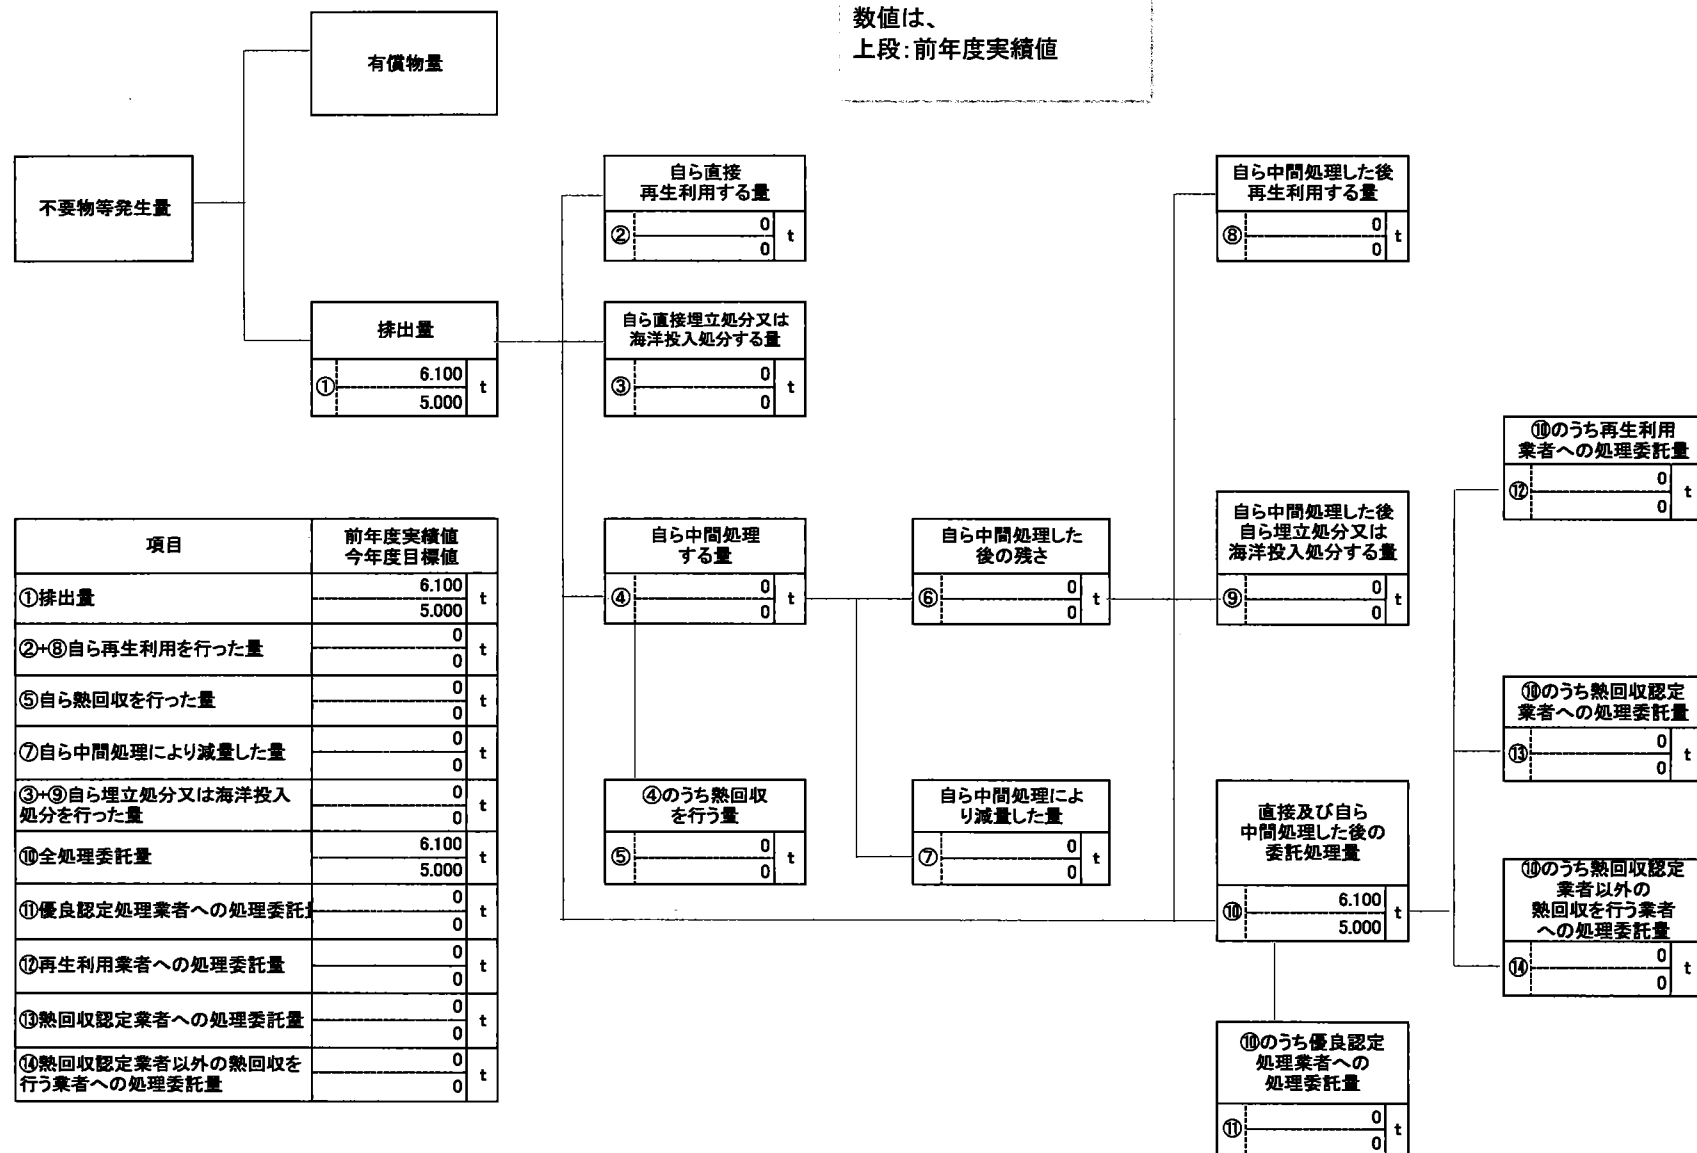 数値は、
上段:前年度実績値
有償物量
不要物等発生量
自ら直接
再生利用する量
②
0
0
t
自ら中間処理した後
再生利用する量
⑧
0
0
t
排出量
①
6.100
5.000
t
自ら直接埋立処分又は
海洋投入処分する量
③
0
0
t
⑩のうち再生利用
業者への処理委託量
⑫
0
0
t
自ら中間処理
する量
④
0
0
t
自ら中間処理した
後の残さ
⑥
0
0
t
自ら中間処理した後
自ら埋立処分又は
海洋投入処分する量
⑨
0
0
t
⑩のうち熱回収認定
業者への処理委託量
⑬
0
0
t
④のうち熱回収
を行う量
⑤
0
0
t
自ら中間処理によ
り減量した量
⑦
0
0
t
直接及び自ら
中間処理した後の
委託処理量
⑩
6.100
5.000
t
⑩のうち熱回収認定
業者以外の
熱回収を行う業者
への処理委託量
⑭
0
0
t
⑩のうち優良認定
処理業者への
処理委託量
⑪
0
0
t
項目
前年度実績値
今年度目標値
①排出量
6.100
5.000
t
②+⑧自ら再生利用を行った量
0
0
t
⑤自ら熱回収を行った量
0
0
t
⑦自ら中間処理により減量した量
0
0
t
③+⑨自ら埋立処分又は海洋投入
処分を行った量
0
0
t
⑩全処理委託量
6.100
5.000
t
⑪優良認定処理業者への処理委託
0
0
t
⑫再生利用業者への処理委託量
0
0
t
⑬熱回収認定業者への処理委託量
0
0
t
⑭熱回収認定業者以外の熱回収を
行う業者への処理委託量
0
0
t